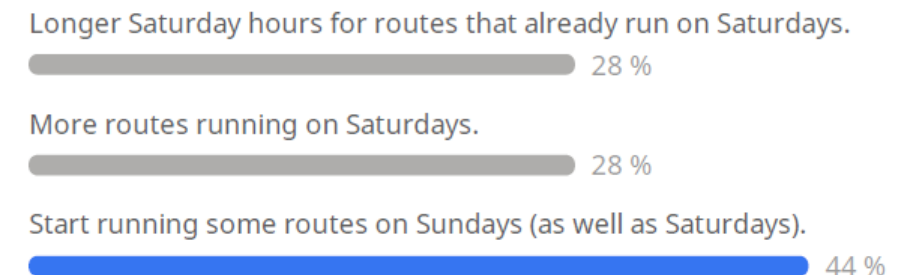 Longer Saturday hours for routes that already run on Saturdays.
28 %
More routes running on Saturdays.
28 %
Start running some routes on Sundays (as well as Saturdays).
44 %